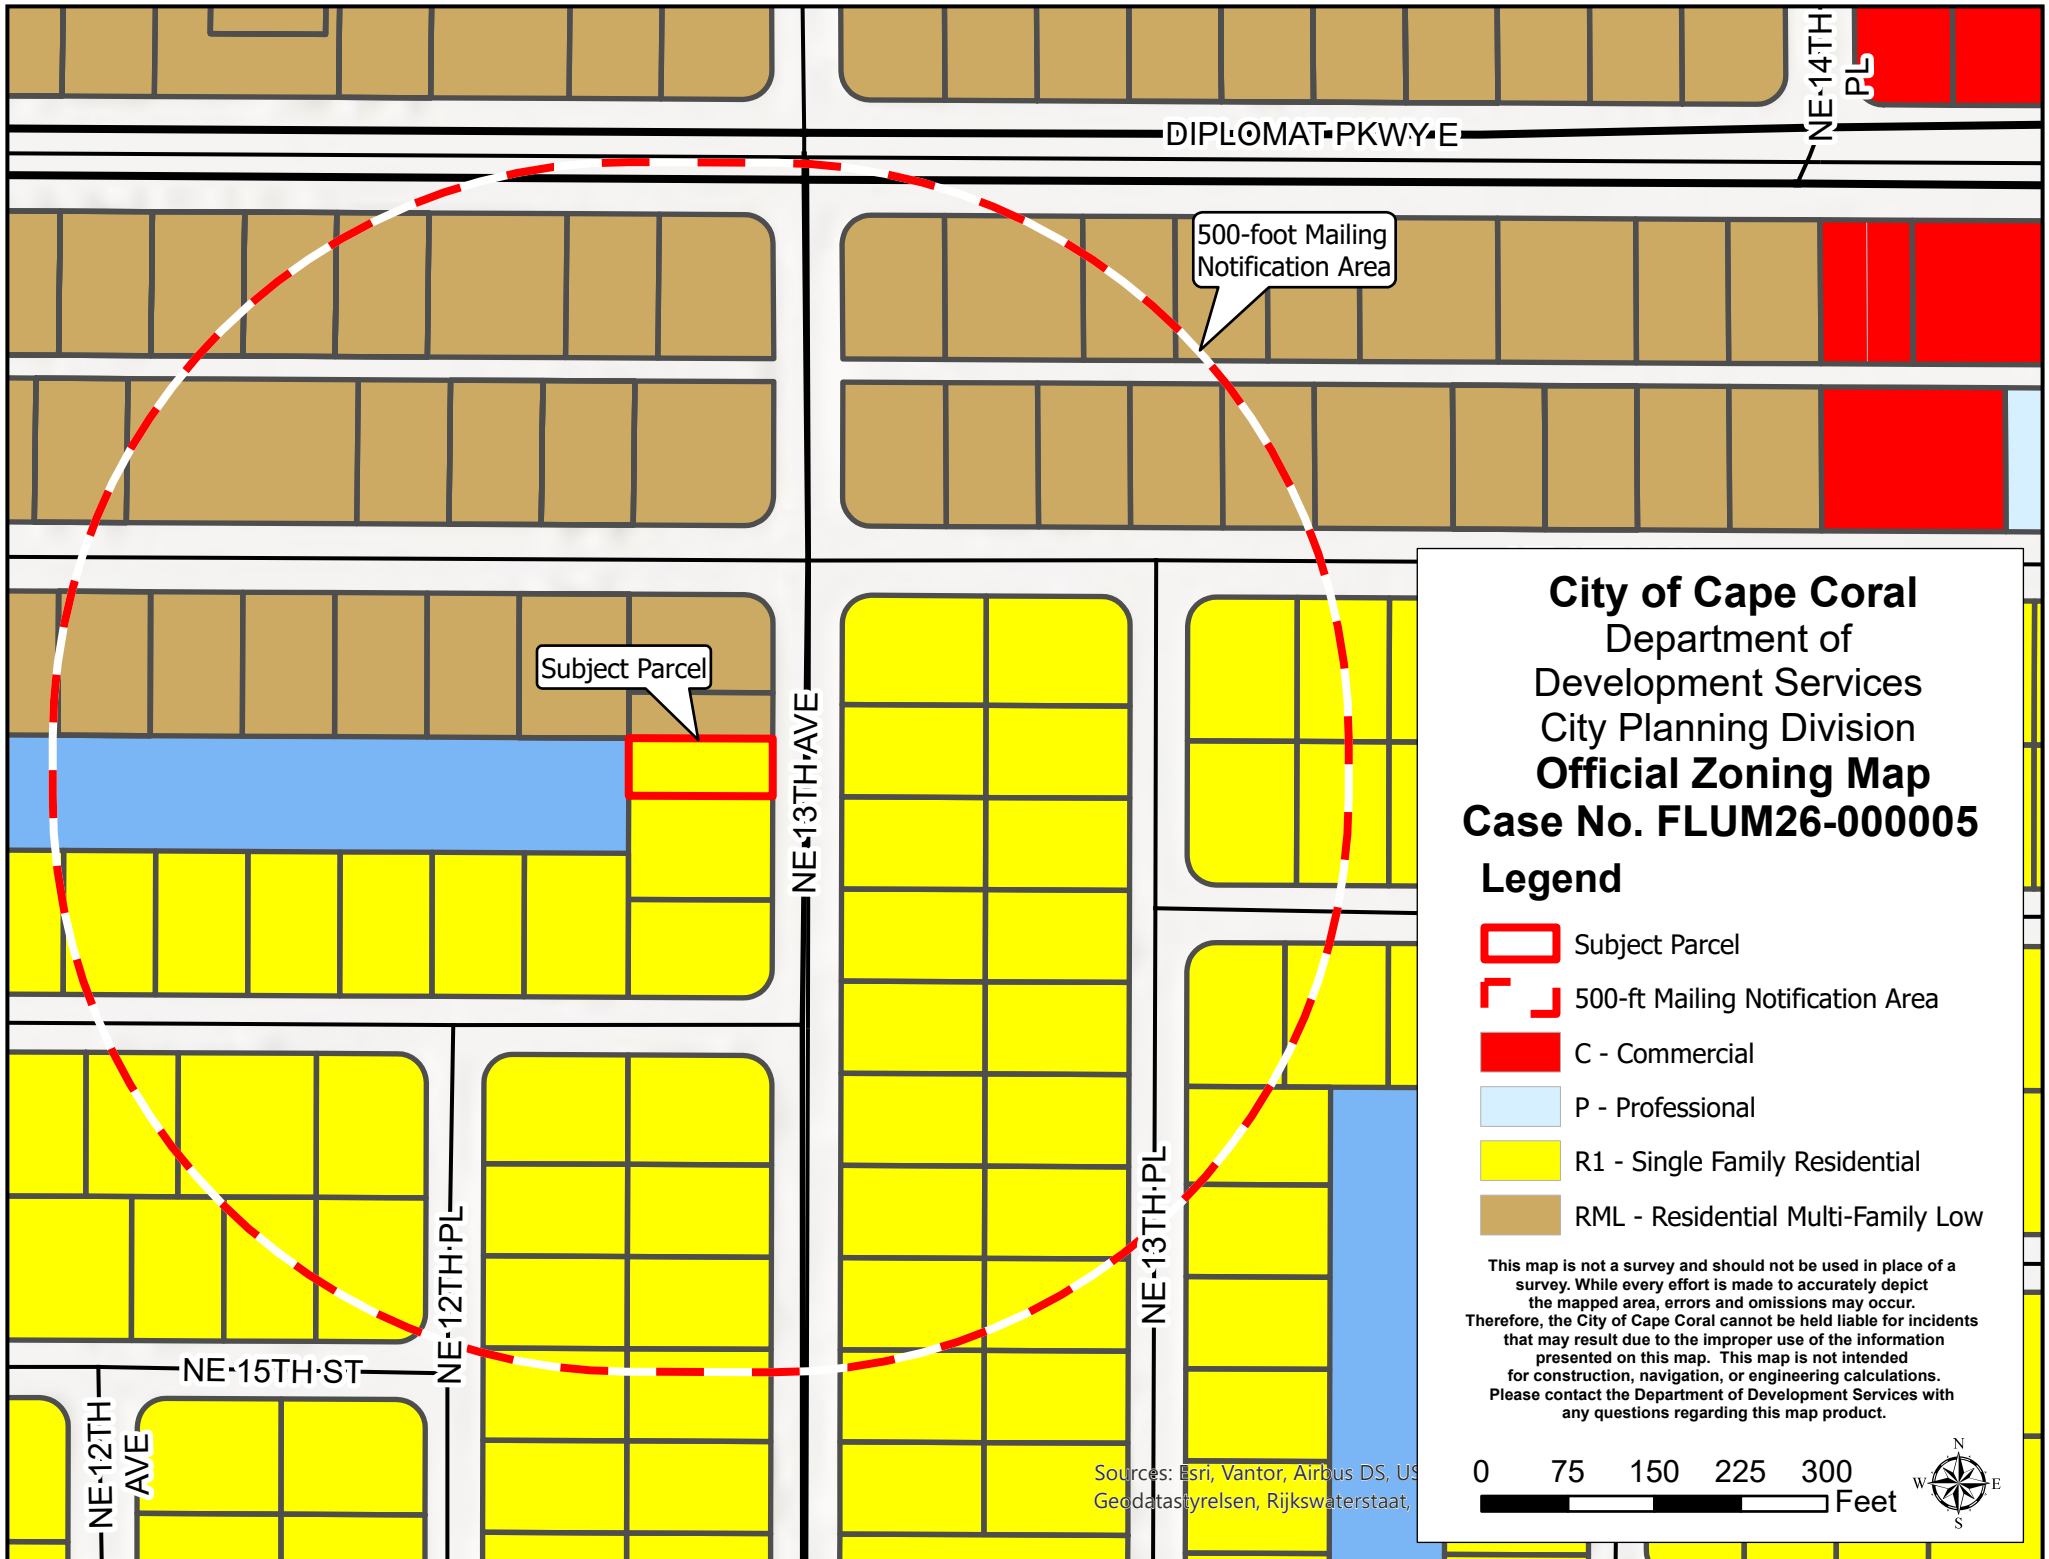 NE 14TH
PL
DIPLOMAT PKWY E
500-foot Mailing
Notification Area
Subject Parcel
NE 13TH AVE
NE 13TH PL
NE 12TH PL
NE 15TH ST
NE 12TH
AVE
City of Cape Coral
Department of
Development Services
City Planning Division
Official Zoning Map
Case No. FLUM26-000005
Legend
Subject Parcel
500-ft Mailing Notification Area
C - Commercial
P - Professional
R1 - Single Family Residential
RML - Residential Multi-Family Low
This map is not a survey and should not be used in place of a
survey. While every effort is made to accurately depict
the mapped area, errors and omissions may occur.
Therefore, the City of Cape Coral cannot be held liable for incidents
that may result due to the improper use of the information
presented on this map. This map is not intended
for construction, navigation, or engineering calculations.
Please contact the Department of Development Services with
any questions regarding this map product.
0 75 150 225 300
Feet
N
W E
S
Sources: Esri, Vantor, Airbus DS, US
Geodatastyrelsen, Rijkswaterstaat,